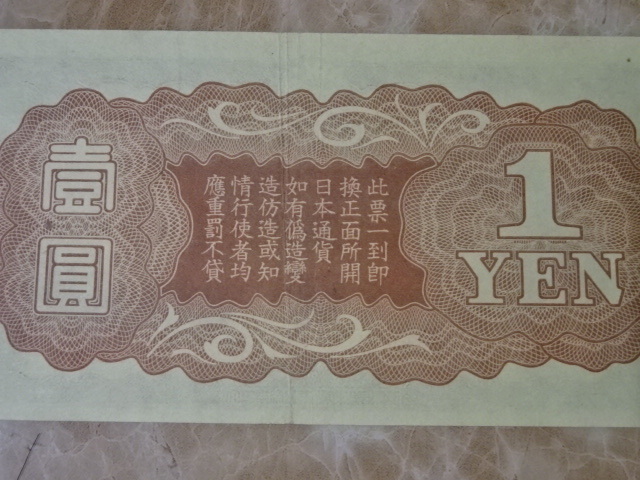 壹圓
此票一到即
換正面所開
日本通貨
如有僞造變
造仿造或知
情行使者均
應重罰不貸
1
YEN